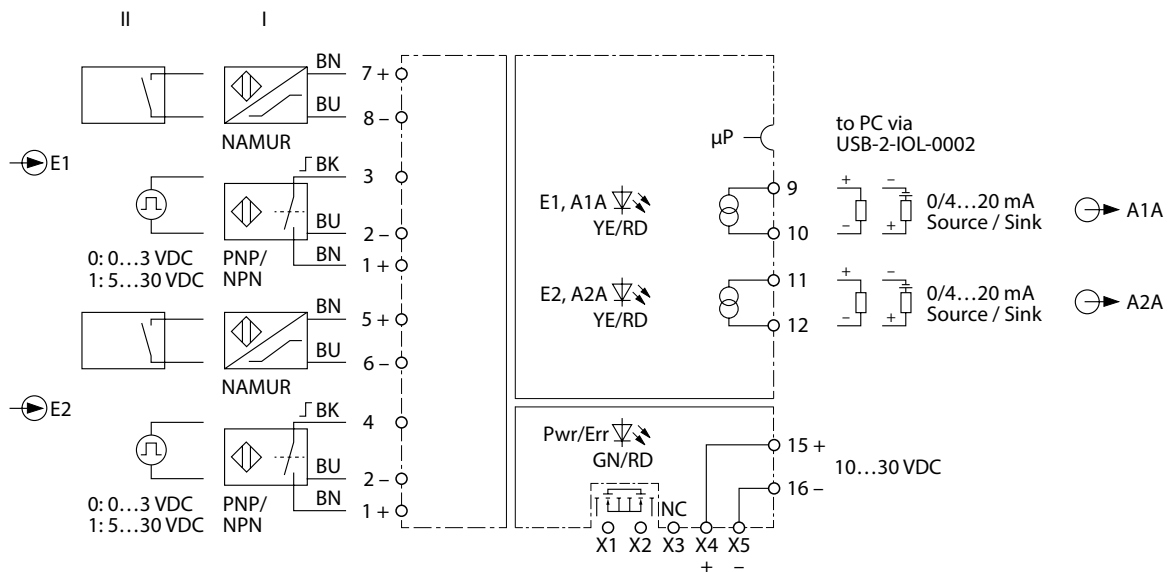 II
I
BN
7 +
BU
8 –
NAMUR
E1
BK
3
BU
2 –
BN
1 +
0: 0…3 VDC
1: 5…30 VDC
PNP/
NPN
BN
5 +
BU
6 –
NAMUR
E2
BK
4
BU
2 –
BN
1 +
0: 0…3 VDC
1: 5…30 VDC
PNP/
NPN
µP
to PC via
USB-2-IOL-0002
E1, A1A
YE/RD
9
10
+
–
–
+
0/4…20 mA
Source / Sink
A1A
E2, A2A
YE/RD
11
12
+
–
–
+
0/4…20 mA
Source / Sink
A2A
Pwr/Err
GN/RD
15 +
16 –
10…30 VDC
NC
X1 X2 X3 X4 X5
+ –